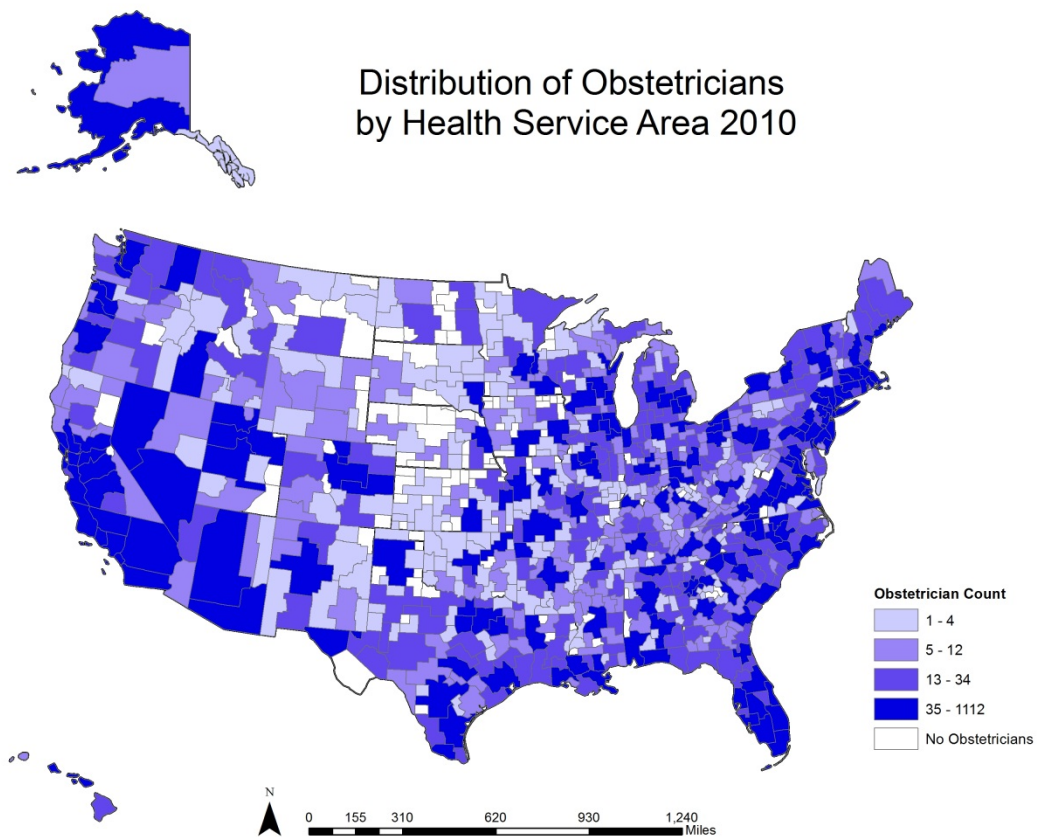 Distribution of Obstetricians
by Health Service Area 2010
Obstetrician Count
1 - 4
5 - 12
13 - 34
35 - 1112
No Obstetricians
N
0 155 310 620 930 1,240
Miles